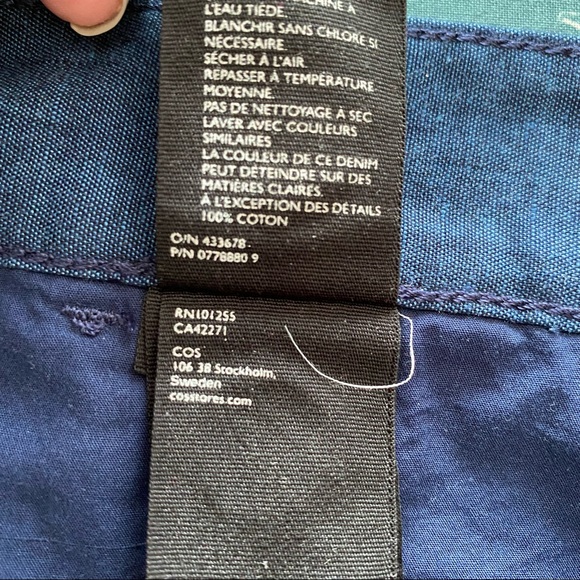 MACHINE À
L'EAU TIÈDE
BLANCHIR SANS CHLORE SI
NÉCESSAIRE.
SÉCHER À L'AIR.
REPASSER À TEMPÉRATURE
MOYENNE.
PAS DE NETTOYAGE À SEC
LAVER AVEC COULEURS
SIMILAIRES
LA COULEUR DE CE DENIM
PEUT DÉTEINDRE SUR DES
MATIÈRES CLAIRES.
À L'EXCEPTION DES DÉTAILS
100% COTON
O/N 433678
P/N 0778880 9
RN101255
CA42271
COS
106 38 Stockholm,
Sweden
cosstores.com